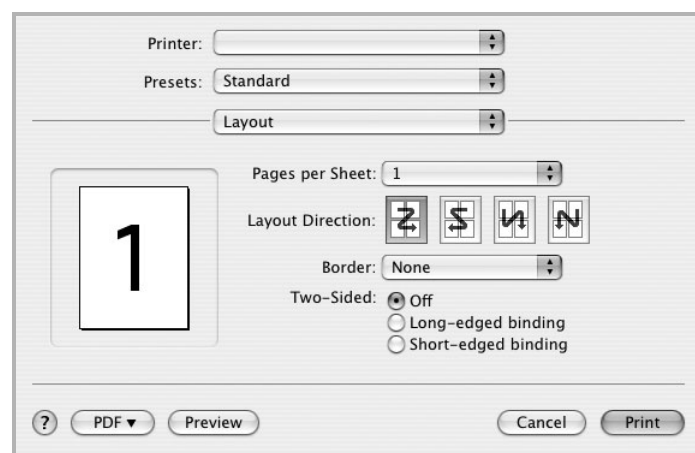 Printer:
Presets: Standard
Layout
Pages per Sheet: 1
Layout Direction:
Border: None
1
Two-Sided: Off
Long-edged binding
Short-edged binding
? PDF▼ Preview Cancel Print